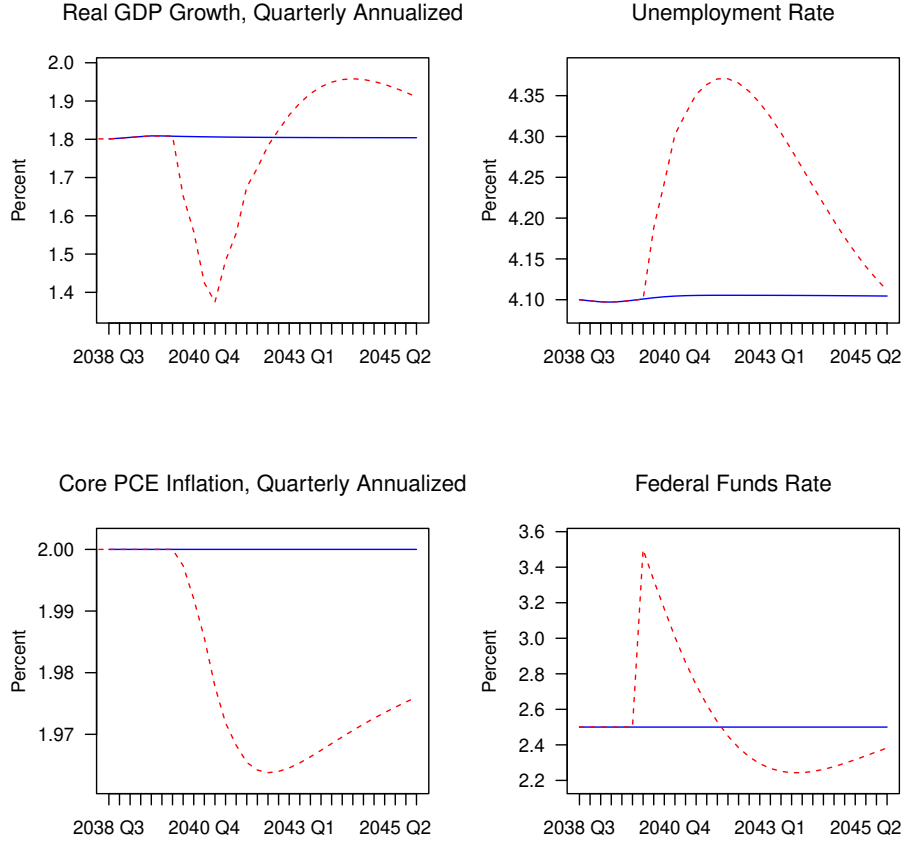 Real GDP Growth, Quarterly Annualized
Percent
2.0
1.9
1.8
1.7
1.6
1.5
1.4
2038 Q3 2040 Q4 2043 Q1 2045 Q2
Unemployment Rate
Percent
4.35
4.30
4.25
4.20
4.15
4.10
2038 Q3 2040 Q4 2043 Q1 2045 Q2
Core PCE Inflation, Quarterly Annualized
Percent
2.00
1.99
1.98
1.97
2038 Q3 2040 Q4 2043 Q1 2045 Q2
Federal Funds Rate
Percent
3.6
3.4
3.2
3.0
2.8
2.6
2.4
2.2
2038 Q3 2040 Q4 2043 Q1 2045 Q2